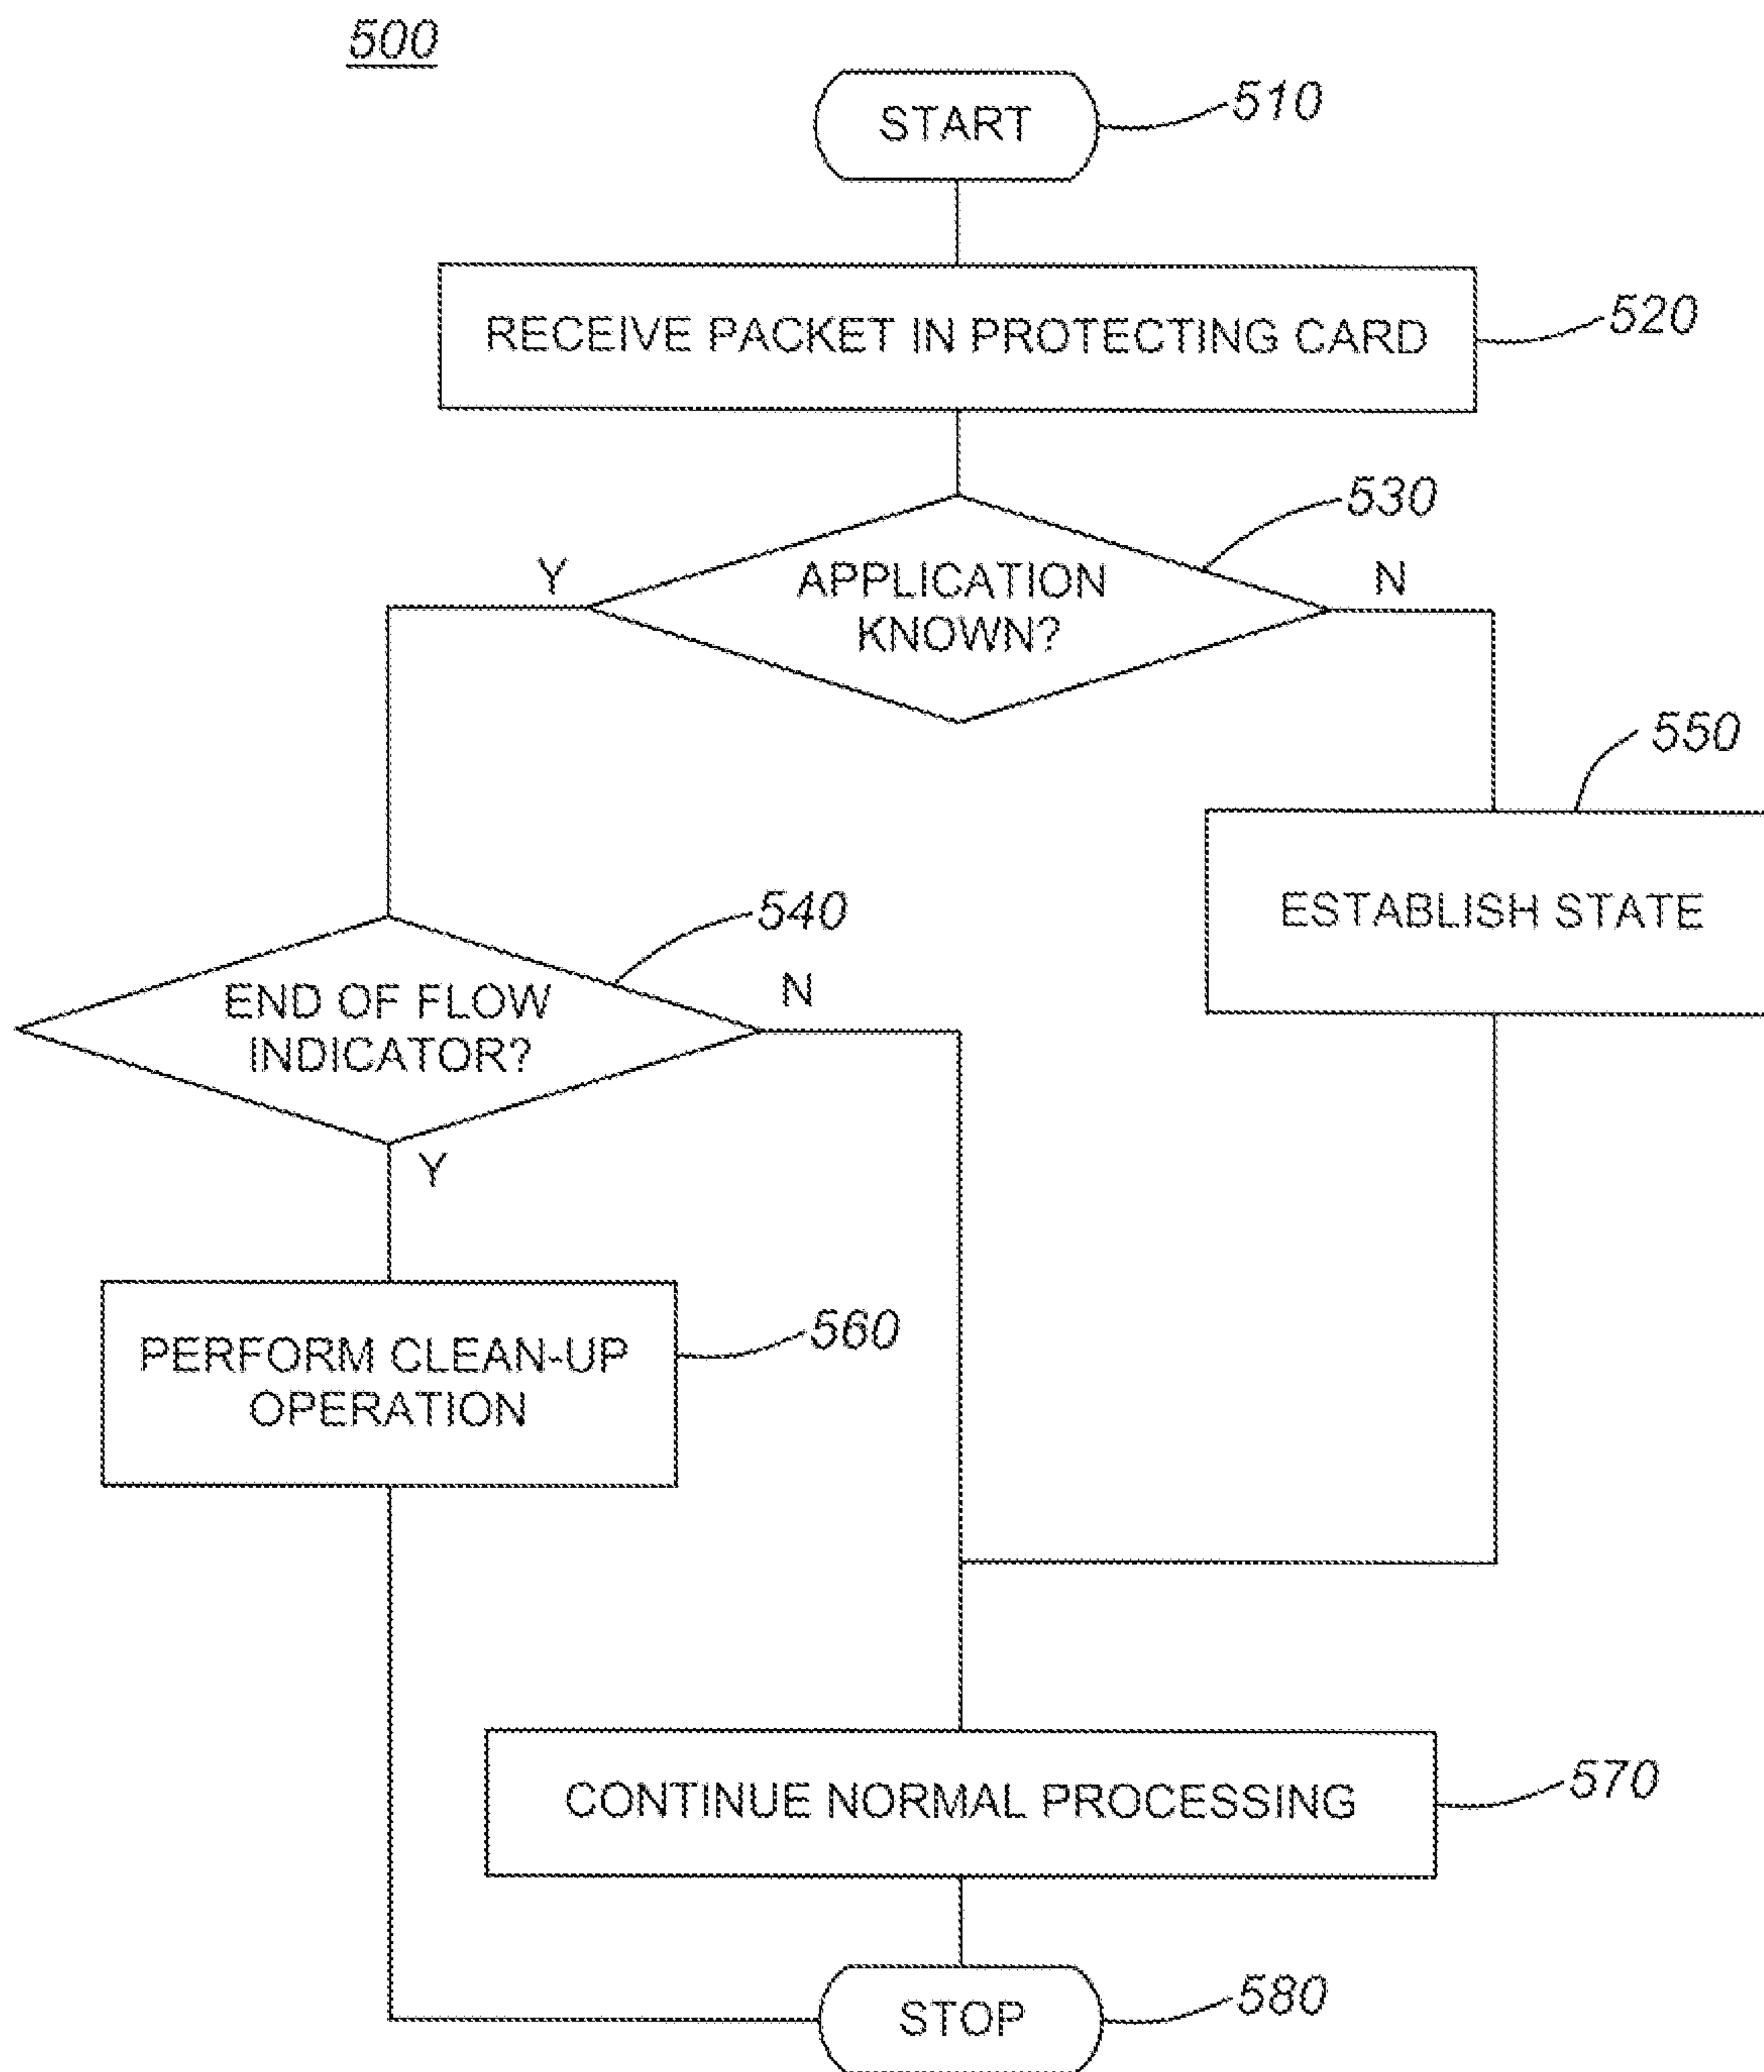 500
START
510
RECEIVE PACKET IN PROTECTING CARD
520
530
Y
APPLICATION
KNOWN?
N
550
ESTABLISH STATE
540
END OF FLOW
INDICATOR?
N
Y
PERFORM CLEAN-UP
OPERATION
560
CONTINUE NORMAL PROCESSING
570
STOP
580